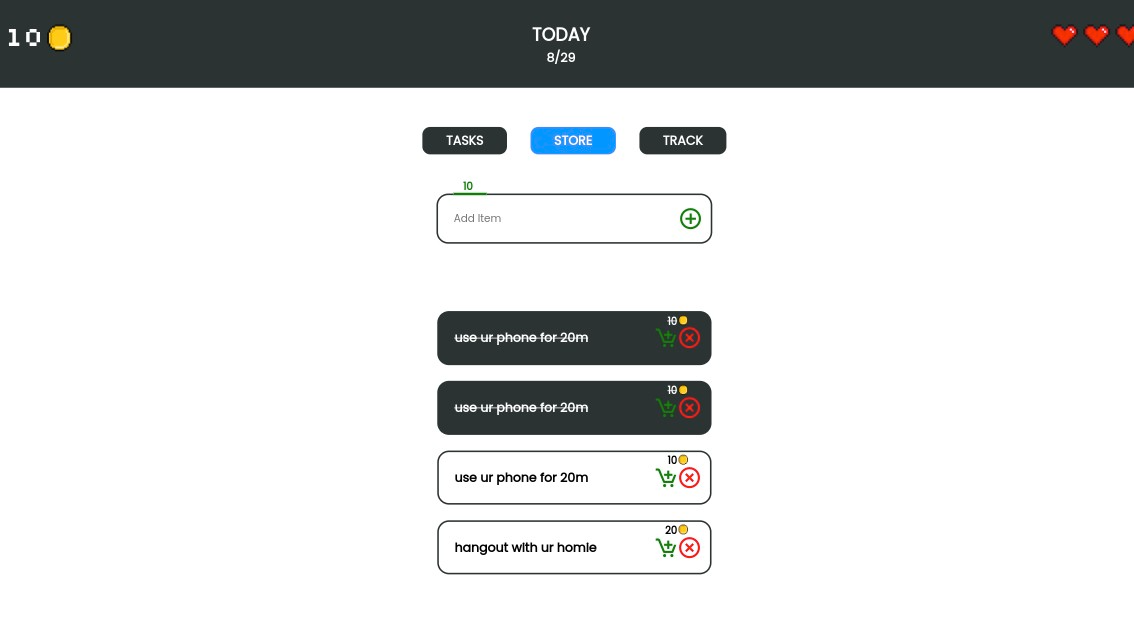 10
TODAY
8/29
TASKS STORE TRACK
10
Add Item
10
use ur phone for 20m
10
use ur phone for 20m
10
use ur phone for 20m
20
hangout with ur homie